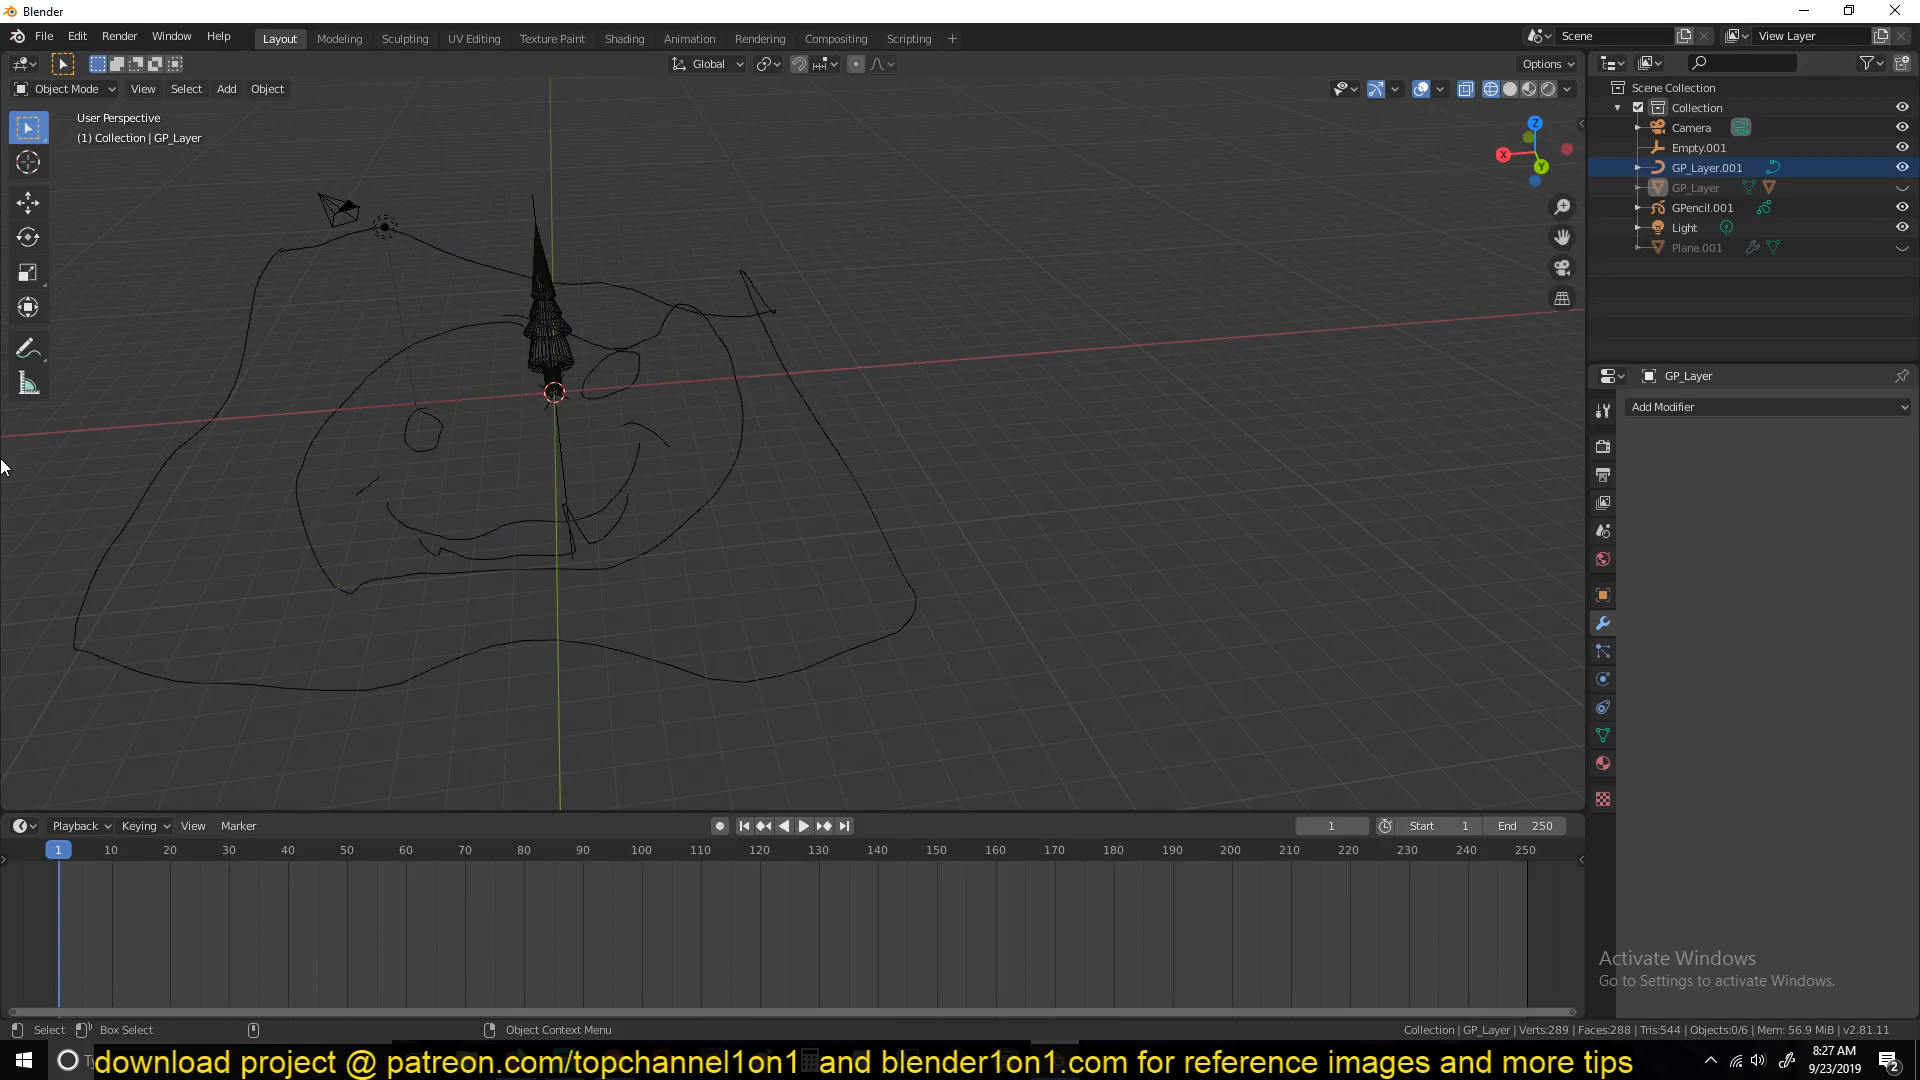 Blender
File Edit Render Window Help
Layout Modeling Sculpting UV Editing Texture Paint Shading Animation Rendering Compositing Scripting +
Scene
View Layer
Global
Options
Object Mode View Select Add Object
User Perspective
(1) Collection | GP_Layer
Z
X
Y
Scene Collection
Collection
Camera
Empty.001
GP_Layer.001
GP_Layer
GPencil.001
Light
Plane.001
GP_Layer
Add Modifier
Playback Keying View Marker
1
Start 1
End 250
1 10 20 30 40 50 60 70 80 90 100 110 120 130 140 150 160 170 180 190 200 210 220 230 240 250
Activate Windows
Go to Settings to activate Windows.
Select Box Select Object Context Menu
Collection | GP_Layer | Verts:289 | Faces:288 | Tris:544 | Objects:0/6 | Mem: 56.9 MiB | v2.81.11
download project @ patreon.com/topchannel1on1 and blender1on1.com for reference images and more tips
8:27 AM
9/23/2019
2